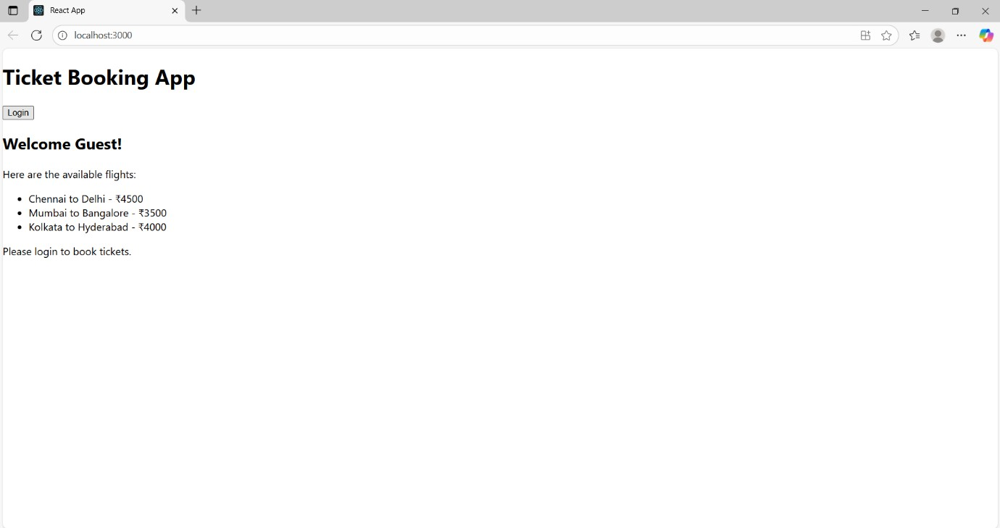 React App
localhost:3000
Ticket Booking App
Login
Welcome Guest!
Here are the available flights:
• Chennai to Delhi - ₹4500
• Mumbai to Bangalore - ₹3500
• Kolkata to Hyderabad - ₹4000
Please login to book tickets.